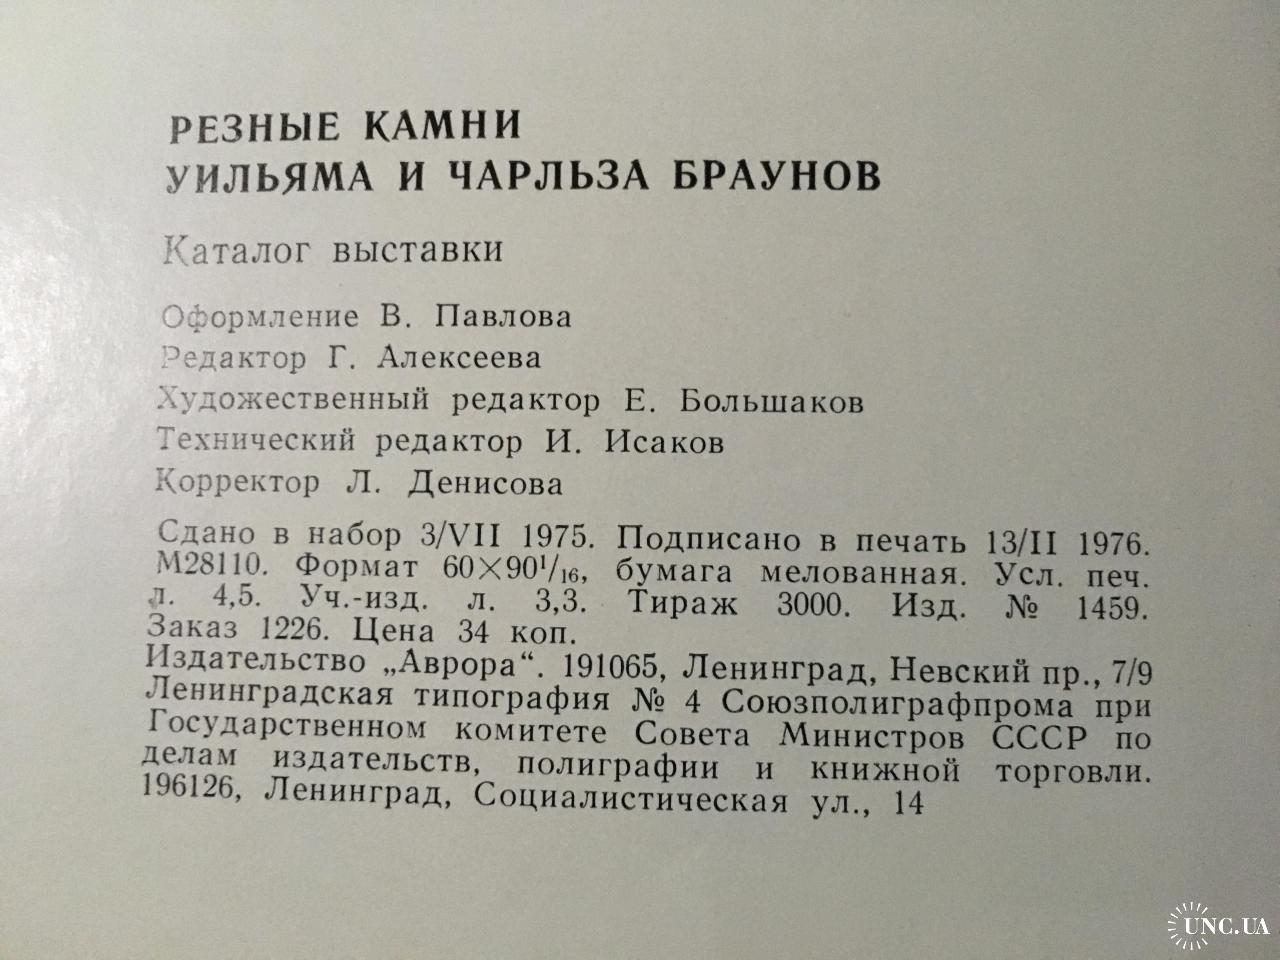 РЕЗНЫЕ КАМНИ
УИЛЬЯМА И ЧАРЛЬЗА БРАУНОВ
Каталог выставки
Оформление В. Павлова
Редактор Г. Алексеева
Художественный редактор Е. Большаков
Технический редактор И. Исаков
Корректор Л. Денисова
Сдано в набор 3/VII 1975. Подписано в печать 13/II 1976.
М28110. Формат 60×90¹/₁₆, бумага мелованная. Усл. печ.
л. 4,5. Уч.-изд. л. 3,3. Тираж 3000. Изд. № 1459.
Заказ 1226. Цена 34 коп.
Издательство „Аврора“. 191065, Ленинград, Невский пр., 7/9
Ленинградская типография № 4 Союзполиграфпрома при
Государственном комитете Совета Министров СССР по
делам издательств, полиграфии и книжной торговли.
196126, Ленинград, Социалистическая ул., 14
UNC.UA